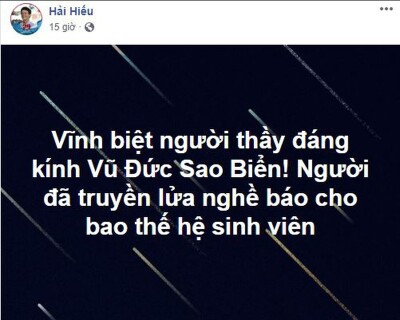 Hải Hiếu
15 giờ ·
Vĩnh biệt người thầy đáng
kính Vũ Đức Sao Biển! Người
đã truyền lửa nghề báo cho
bao thế hệ sinh viên